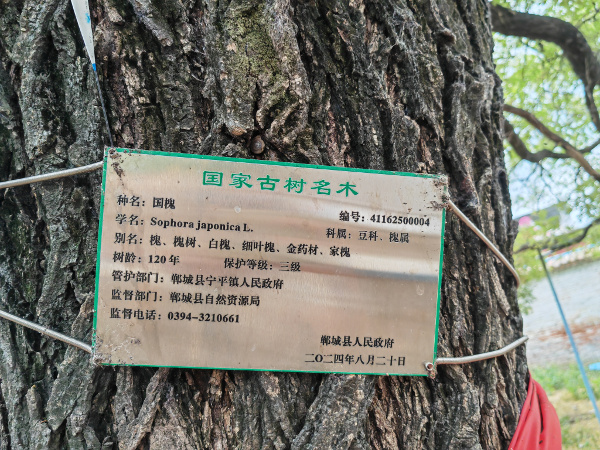 国家古树名木
种名：国槐
编号：41162500004
学名：Sophora japonica L.
科属：豆科、槐属
别名：槐、槐树、白槐、细叶槐、金药材、家槐
树龄：120 年
保护等级：三级
管护部门：郸城县宁平镇人民政府
监督部门：郸城县自然资源局
监督电话：0394-3210661
郸城县人民政府
二〇二四年八月二十日